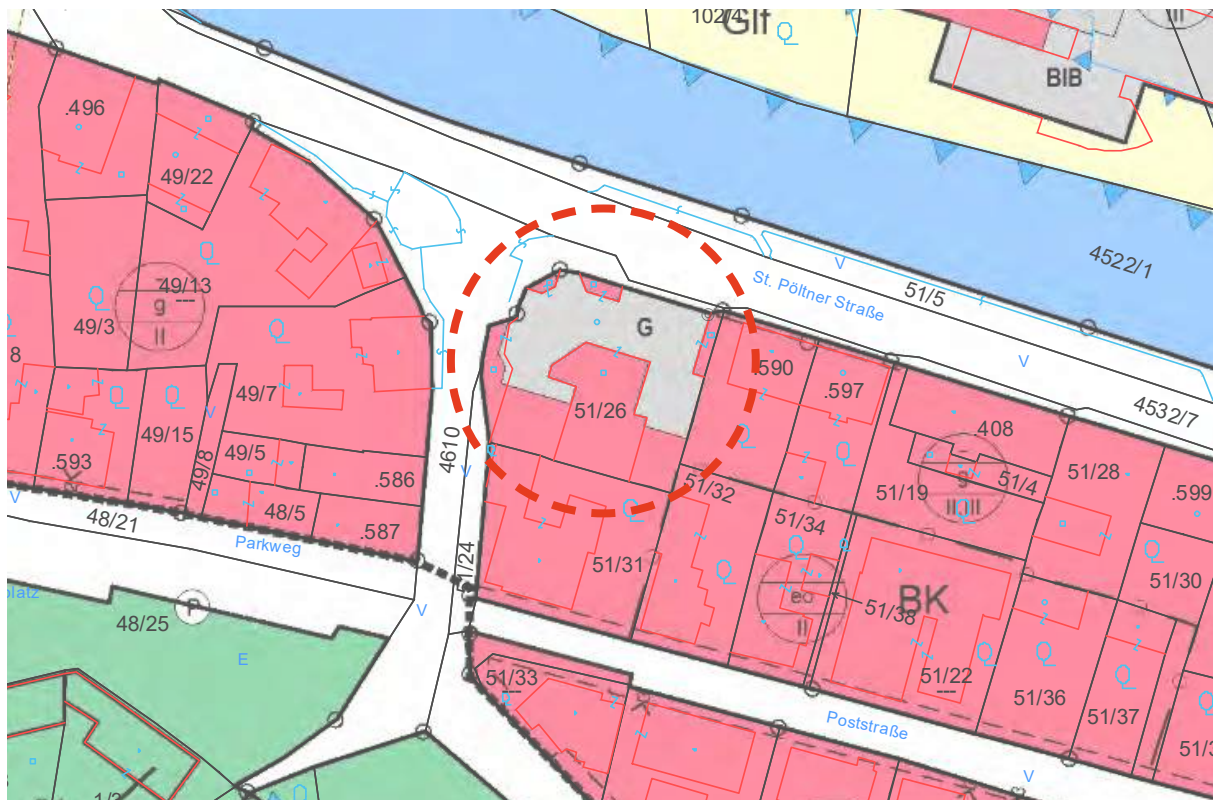 102/4
Glf
III
BIB
.496
49/22
4522/1
49/13
49/3
g
II
G
St. Pöltner Straße
51/5
V
V
8
.590
.597
4532/7
49/7
51/26
49/15
49/5
49/8
V
4610
V
.593
.586
408
51/28
51/4
.599
51/32
51/19
g
II,III
V
48/21
48/5
.587
51/34
Parkweg
51/31
51/30
platz
P
48/25
V
eo
II
51/38
BK
E
51/33
51/22
51/36
51/37
Poststraße
V